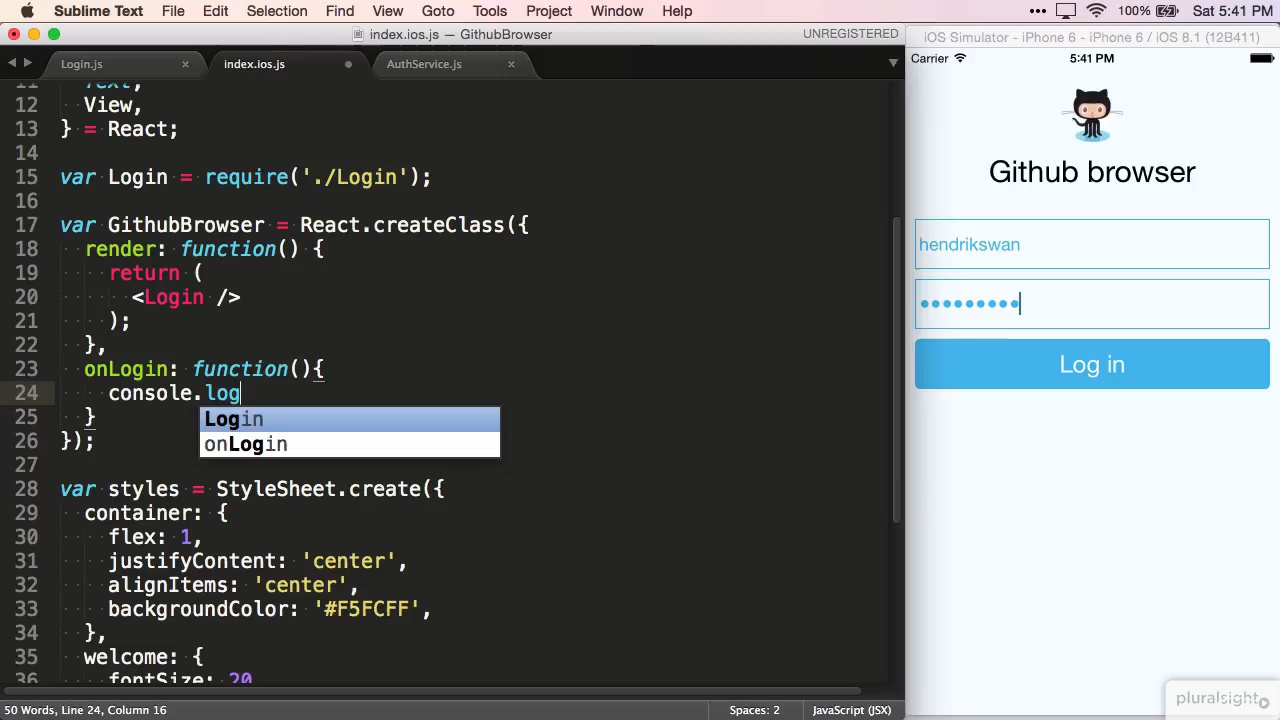 Sublime Text File Edit Selection Find View Goto Tools Project Window Help 100% Sat 5:41 PM
index.ios.js — GithubBrowser UNREGISTERED
iOS Simulator - iPhone 6 - iPhone 6 / iOS 8.1 (12B411)
Login.js index.ios.js AuthService.js
Carrier 5:41 PM
11 Text,
12 View,
13 } = React;
14
15 var Login = require('./Login');
16
17 var GithubBrowser = React.createClass({
18 render: function() {
19 return (
20 <Login />
21 );
22 },
23 onLogin: function(){
24 console.log
Login
onLogin
25 }
26 });
27
28 var styles = StyleSheet.create({
29 container: {
30 flex: 1,
31 justifyContent: 'center',
32 alignItems: 'center',
33 backgroundColor: '#F5FCFF',
34 },
35 welcome: {
36 fontSize: 20
50 Words, Line 24, Column 16 Spaces: 2 JavaScript (JSX)
Github browser
hendrikswan
Log in
pluralsight